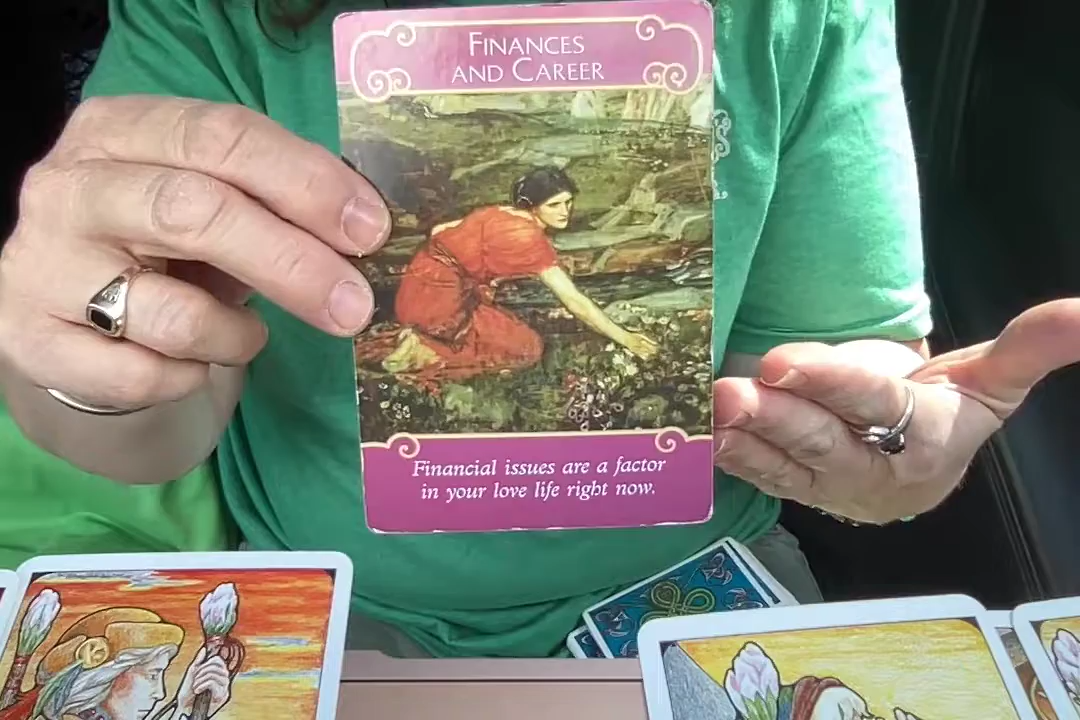 FINANCES
AND CAREER
Financial issues are a factor
in your love life right now.